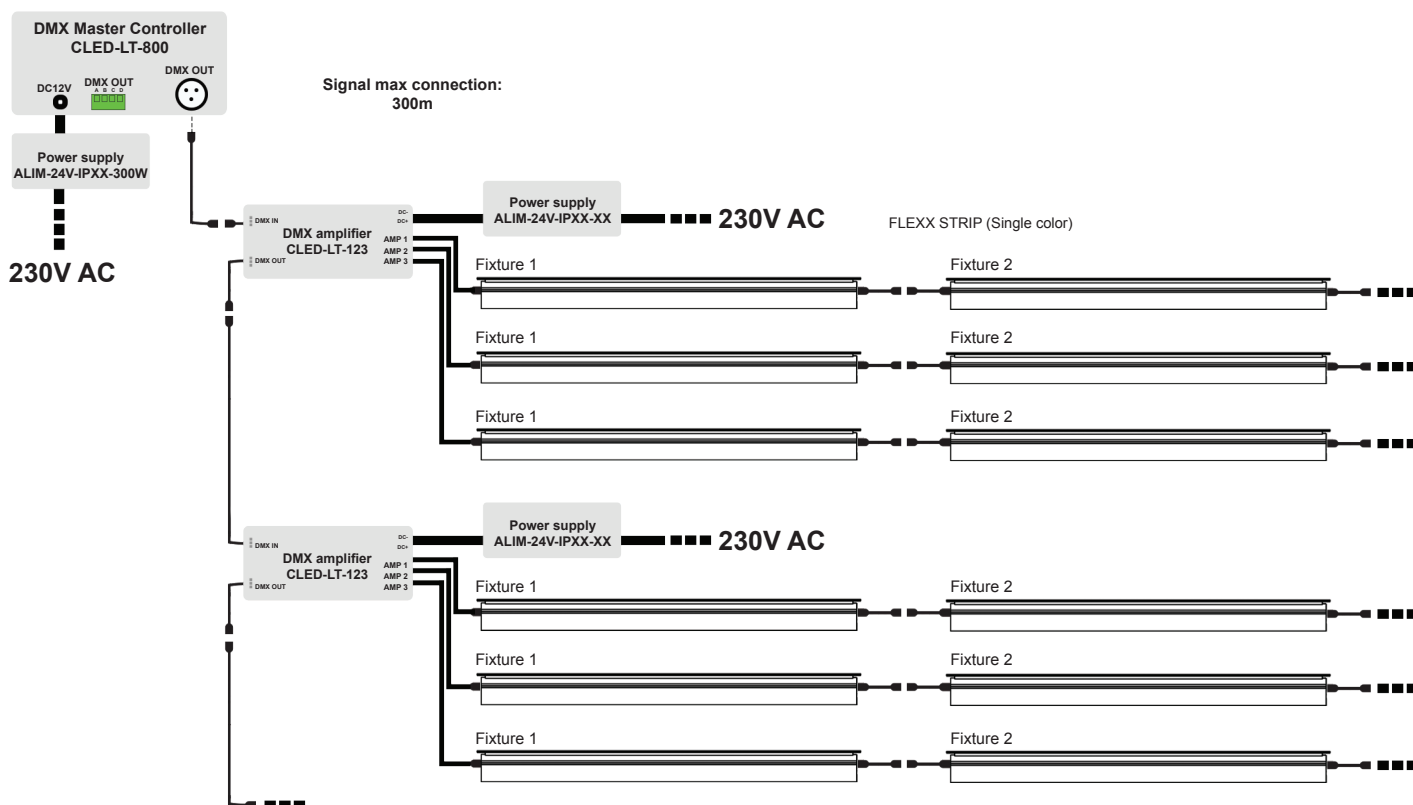 DMX Master Controller
CLED-LT-800
DMX OUT
DC12V
DMX OUT
A B C D
Signal max connection:
300m
Power supply
ALIM-24V-IPXX-300W
230V AC
DMX IN
DMX amplifier
CLED-LT-123
DMX OUT
DC-
DC+
AMP 1
AMP 2
AMP 3
Power supply
ALIM-24V-IPXX-XX
230V AC
FLEXX STRIP (Single color)
Fixture 1
Fixture 2
Fixture 1
Fixture 2
Fixture 1
Fixture 2
DMX IN
DMX amplifier
CLED-LT-123
DMX OUT
DC-
DC+
AMP 1
AMP 2
AMP 3
Power supply
ALIM-24V-IPXX-XX
230V AC
Fixture 1
Fixture 2
Fixture 1
Fixture 2
Fixture 1
Fixture 2